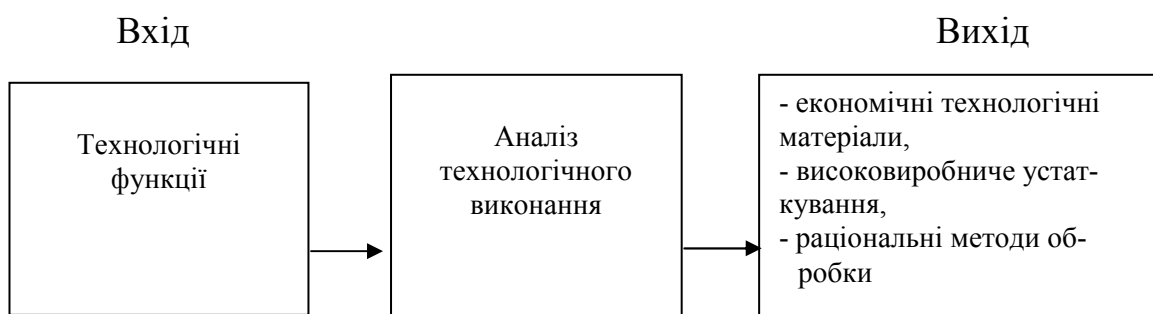 Вхід
Вихід
Технологічні
функції
Аналіз
технологічного
виконання
- економічні технологічні
матеріали,
- високовиробниче устат-
кування,
- раціональні методи об-
робки